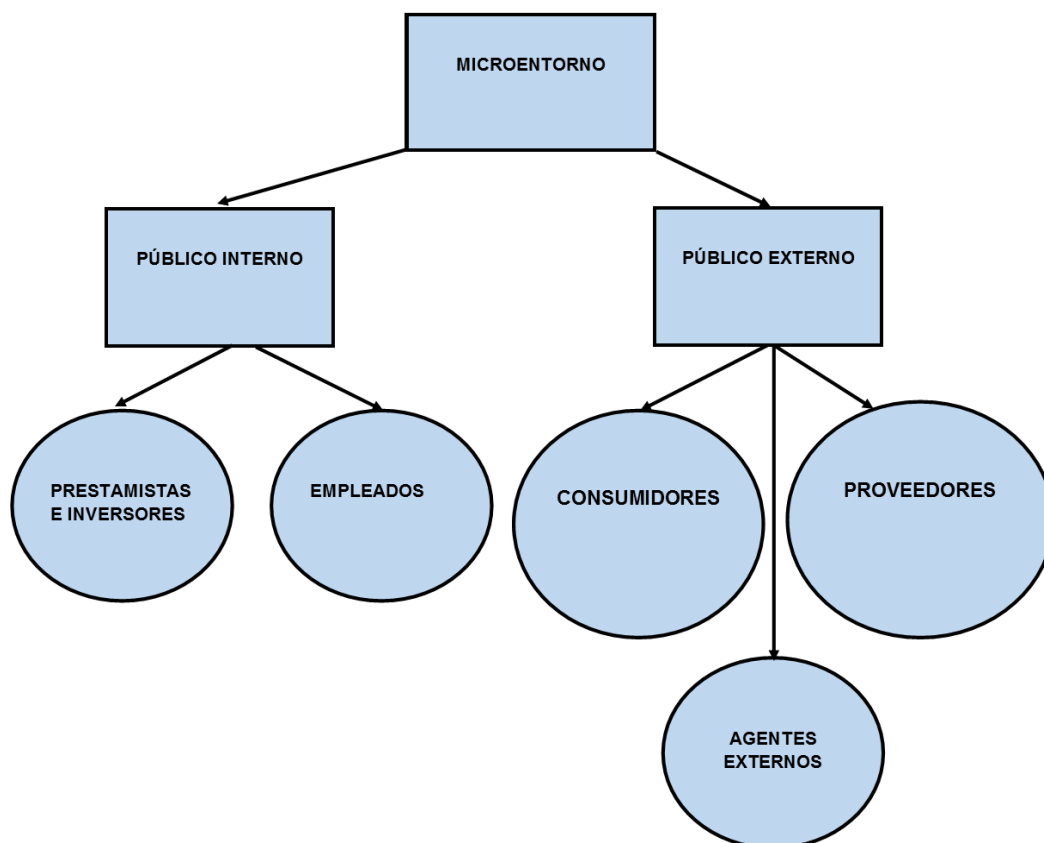 MICROENTORNO
PÚBLICO INTERNO
PÚBLICO EXTERNO
PRESTAMISTAS
E INVERSORES
EMPLEADOS
CONSUMIDORES
PROVEEDORES
AGENTES
EXTERNOS